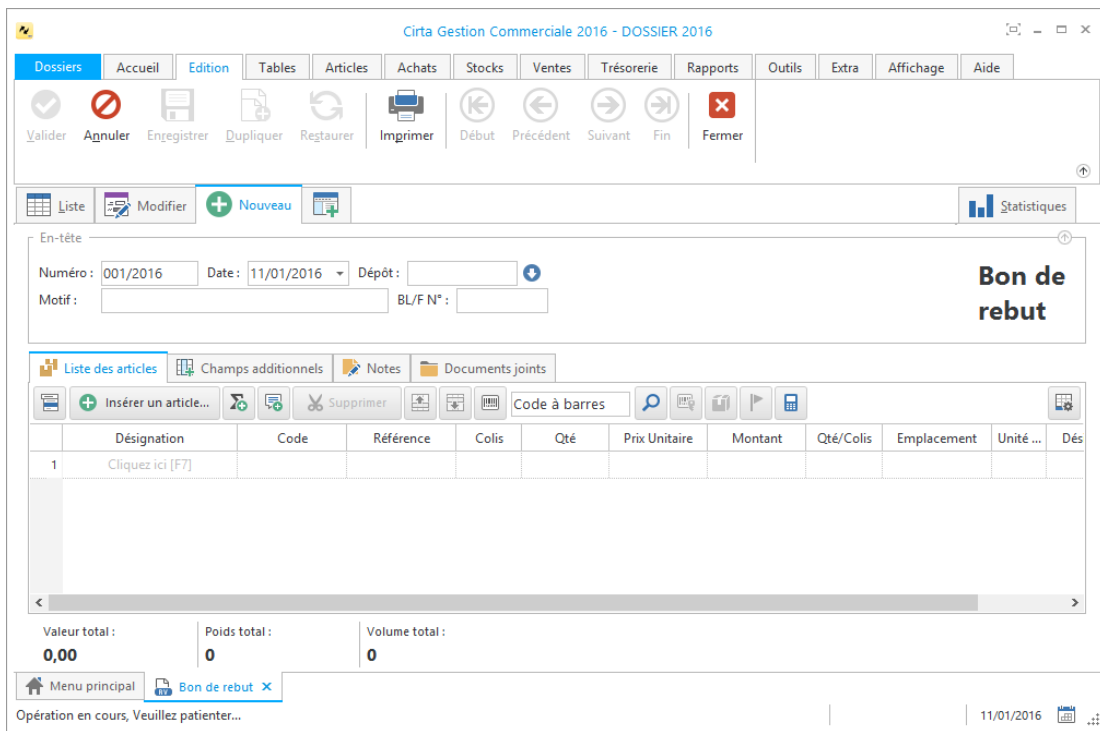 Cirta Gestion Commerciale 2016 - DOSSIER 2016
Dossiers Accueil Edition Tables Articles Achats Stocks Ventes Trésorerie Rapports Outils Extra Affichage Aide
Valider Annuler Enregistrer Dupliquer Restaurer Imprimer Début Précédent Suivant Fin Fermer
Liste Modifier Nouveau Statistiques
En-tête
Numéro : 001/2016 Date : 11/01/2016 Dépôt :
Motif : BL/F N° :
Bon de
rebut
Liste des articles Champs additionnels Notes Documents joints
Insérer un article... Supprimer Code à barres
Désignation Code Référence Colis Qté Prix Unitaire Montant Qté/Colis Emplacement Unité ... Dés
1 Cliquez ici [F7]
Valeur total : Poids total : Volume total :
0,00 0 0
Menu principal RV Bon de rebut
Opération en cours, Veuillez patienter... 11/01/2016